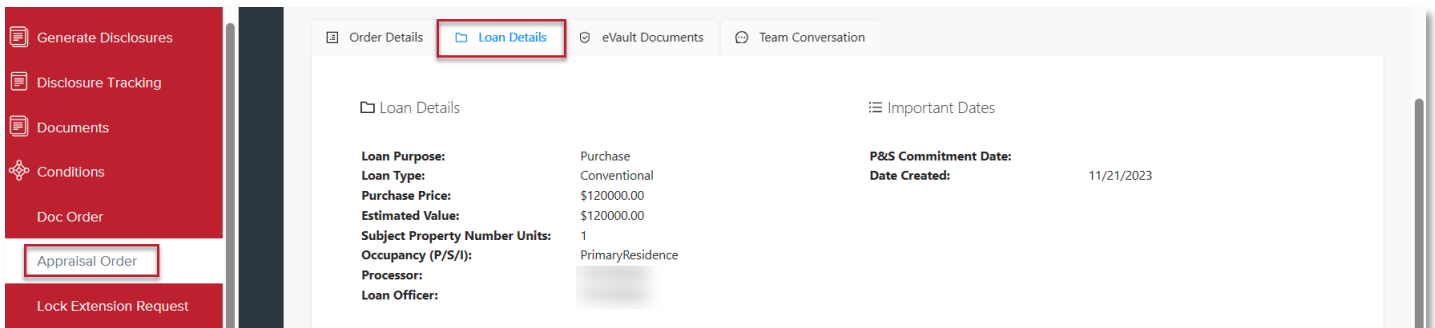 Generate Disclosures
Disclosure Tracking
Documents
Conditions
Doc Order
Appraisal Order
Lock Extension Request
Order Details Loan Details eVault Documents Team Conversation
Loan Details
Loan Purpose: Purchase
Loan Type: Conventional
Purchase Price: $120000.00
Estimated Value: $120000.00
Subject Property Number Units: 1
Occupancy (P/S/I): PrimaryResidence
Processor:
Loan Officer:
Important Dates
P&S Commitment Date:
Date Created: 11/21/2023